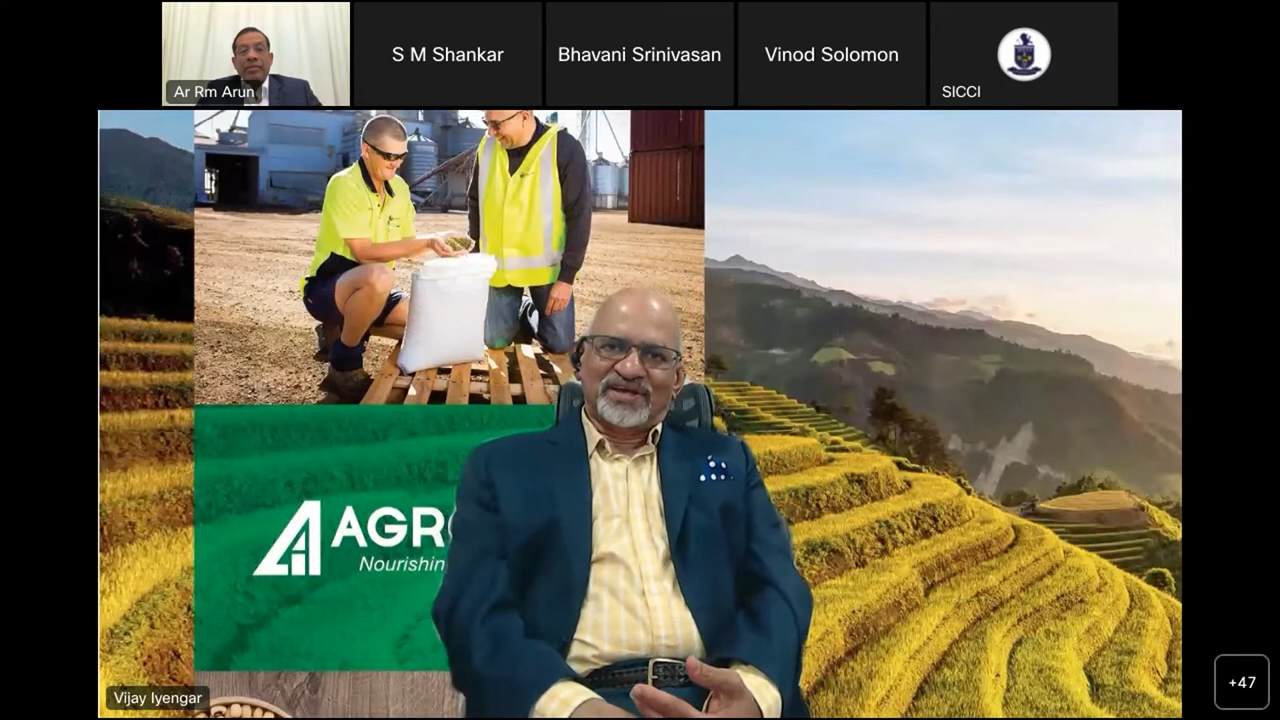 Ar Rm Arun
S M Shankar
Bhavani Srinivasan
Vinod Solomon
SICCI
AGR
Nourishin
Vijay Iyengar
+47